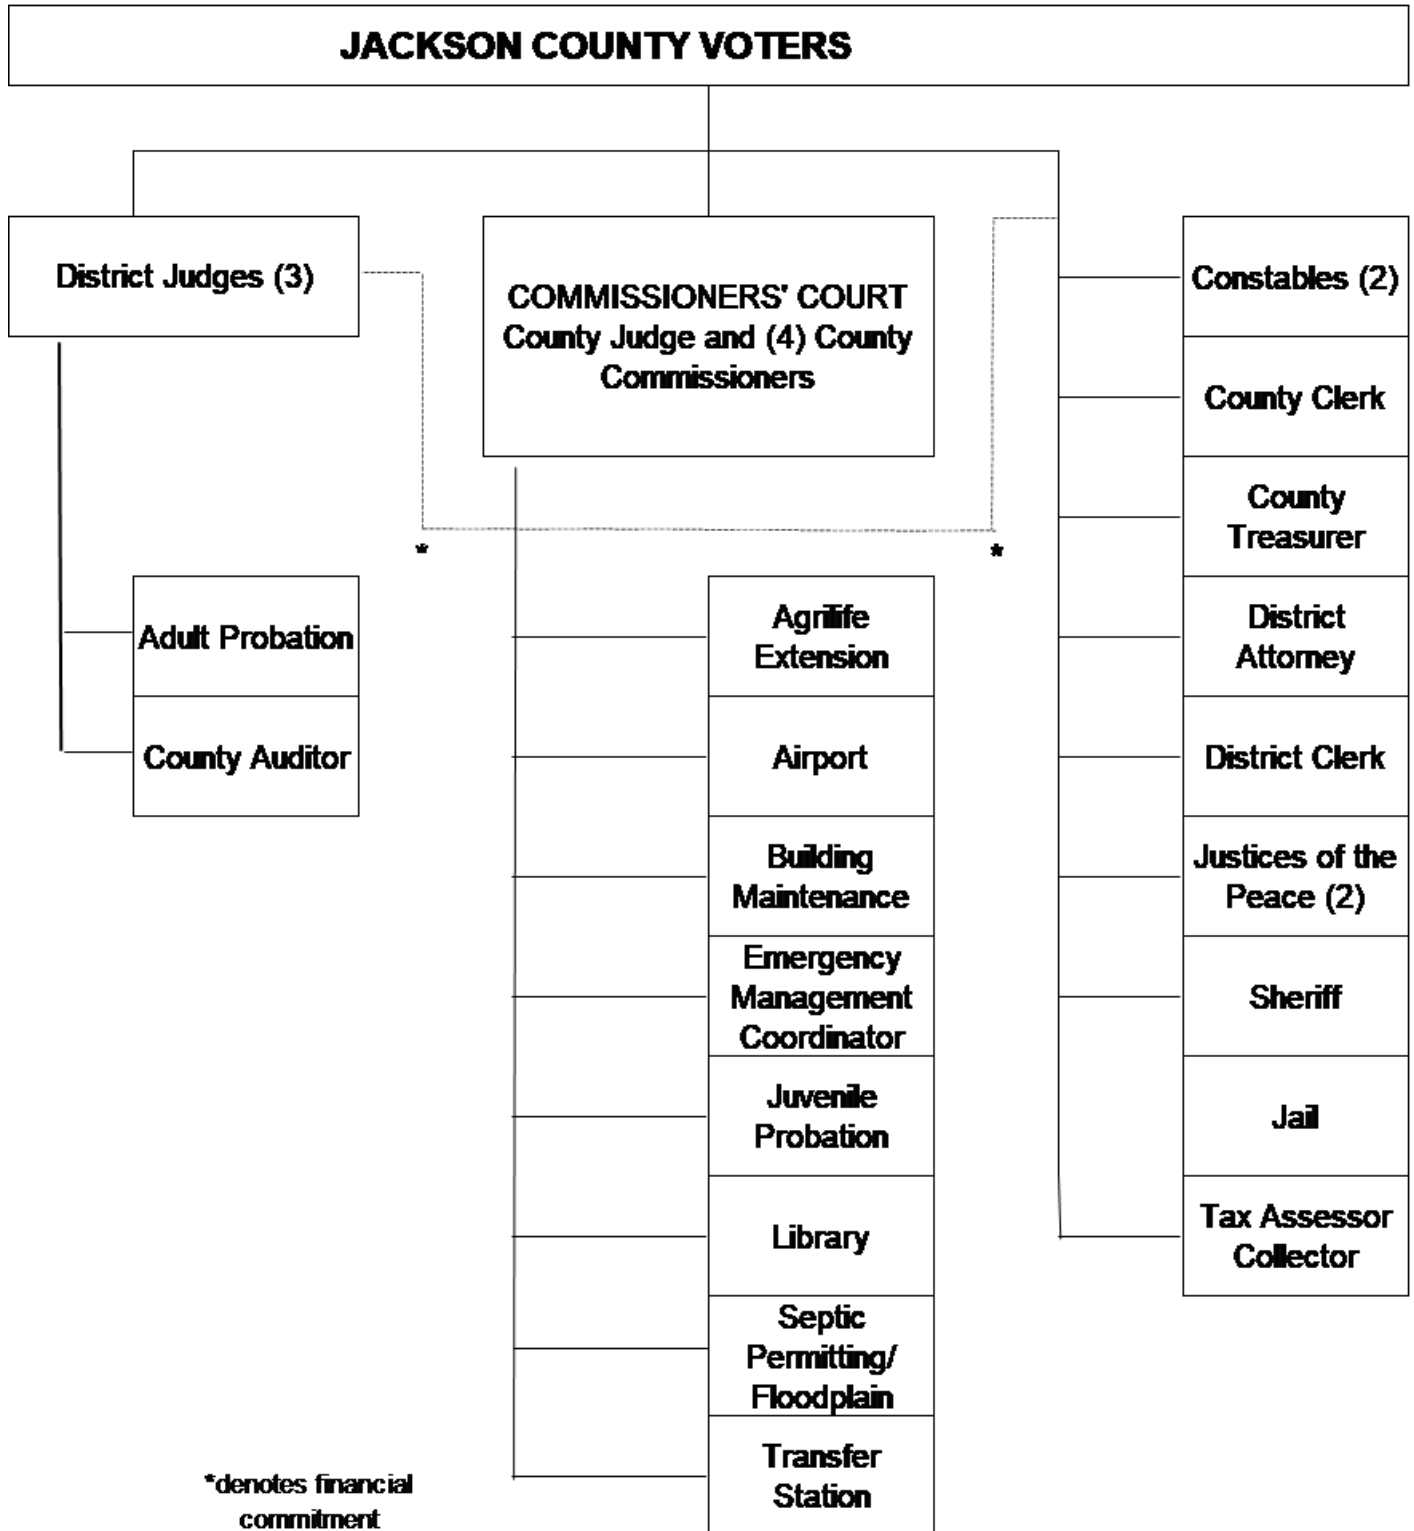 JACKSON COUNTY VOTERS
District Judges (3)
COMMISSIONERS' COURT
County Judge and (4) County
Commissioners
Constables (2)
County Clerk
County
Treasurer
District
Attorney
District Clerk
Justices of the
Peace (2)
Sheriff
Jail
Tax Assessor
Collector
*
*
Adult Probation
County Auditor
Agrilife
Extension
Airport
Building
Maintenance
Emergency
Management
Coordinator
Juvenile
Probation
Library
Septic
Permitting/
Floodplain
Transfer
Station
*denotes financial
commitment